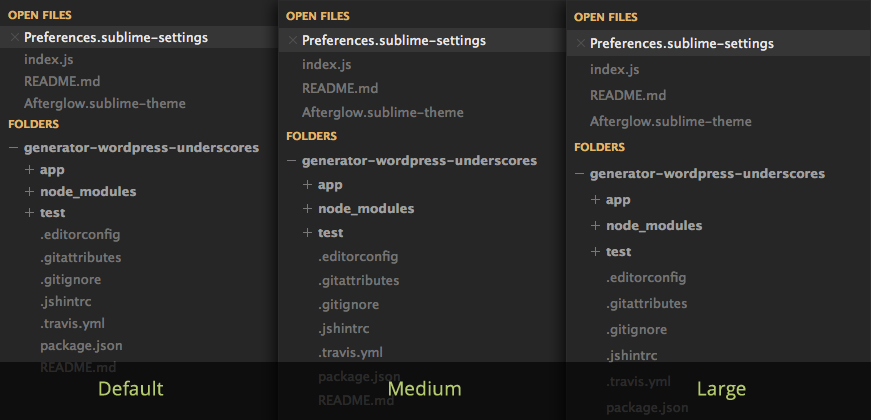 OPEN FILES
Preferences.sublime-settings
index.js
README.md
Afterglow.sublime-theme
FOLDERS
generator-wordpress-underscores
app
node_modules
test
.editorconfig
.gitattributes
.gitignore
.jshintrc
.travis.yml
package.json
README.md
Default
OPEN FILES
Preferences.sublime-settings
index.js
README.md
Afterglow.sublime-theme
FOLDERS
generator-wordpress-underscores
app
node_modules
test
.editorconfig
.gitattributes
.gitignore
.jshintrc
.travis.yml
package.json
README.md
Medium
OPEN FILES
Preferences.sublime-settings
index.js
README.md
Afterglow.sublime-theme
FOLDERS
generator-wordpress-underscores
app
node_modules
test
.editorconfig
.gitattributes
.gitignore
.jshintrc
.travis.yml
package.json
Large